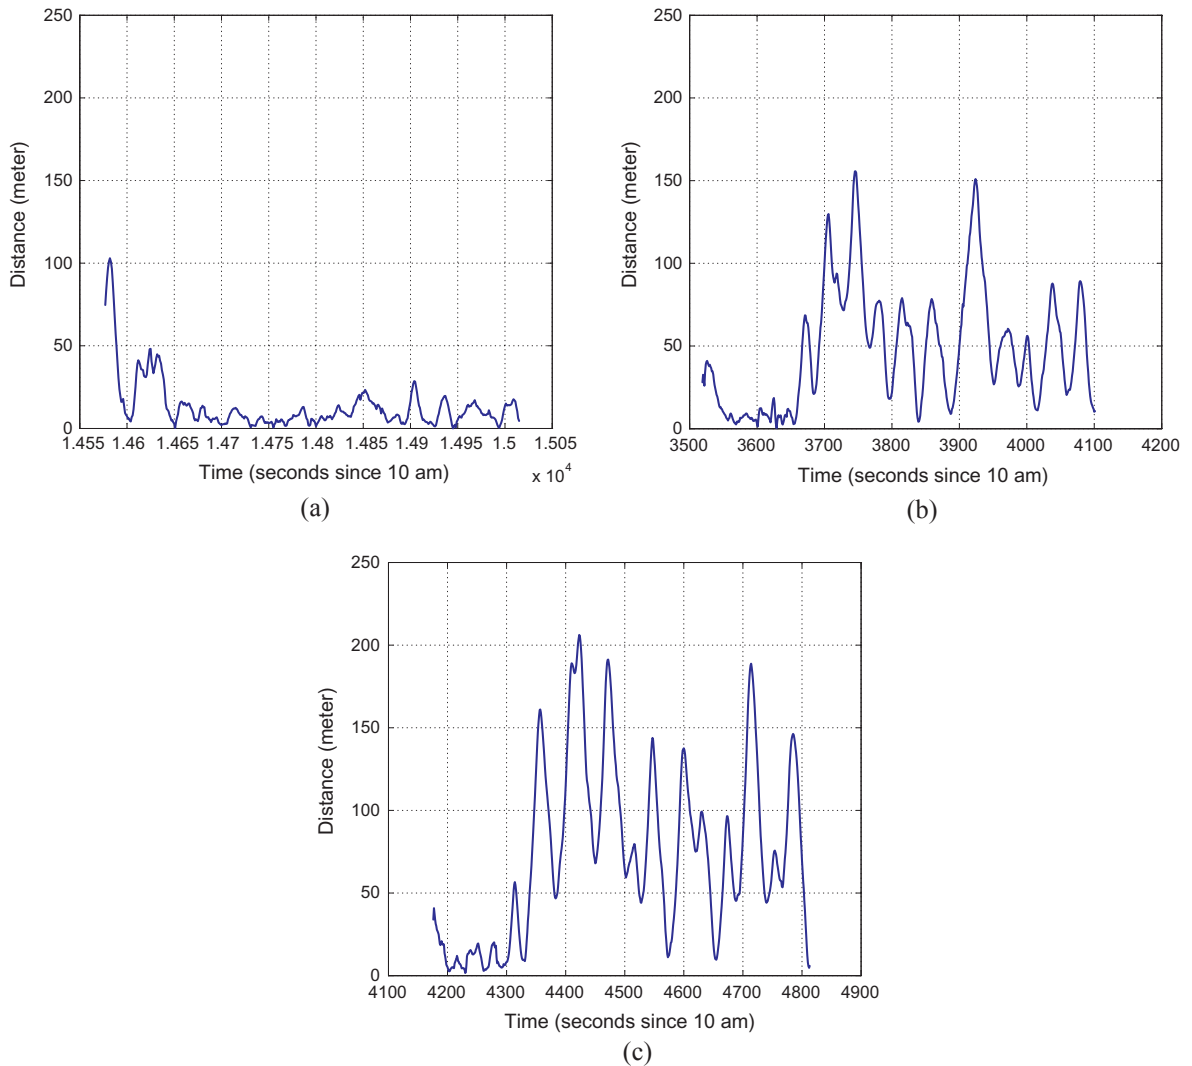 250
200
150
100
50
0
Distance (meter)
1.455 1.46 1.465 1.47 1.475 1.48 1.485 1.49 1.495 1.5 1.505
Time (seconds since 10 am)
x 10^4
(a)
250
200
150
100
50
0
Distance (meter)
3500 3600 3700 3800 3900 4000 4100 4200
Time (seconds since 10 am)
(b)
250
200
150
100
50
0
Distance (meter)
4100 4200 4300 4400 4500 4600 4700 4800 4900
Time (seconds since 10 am)
(c)